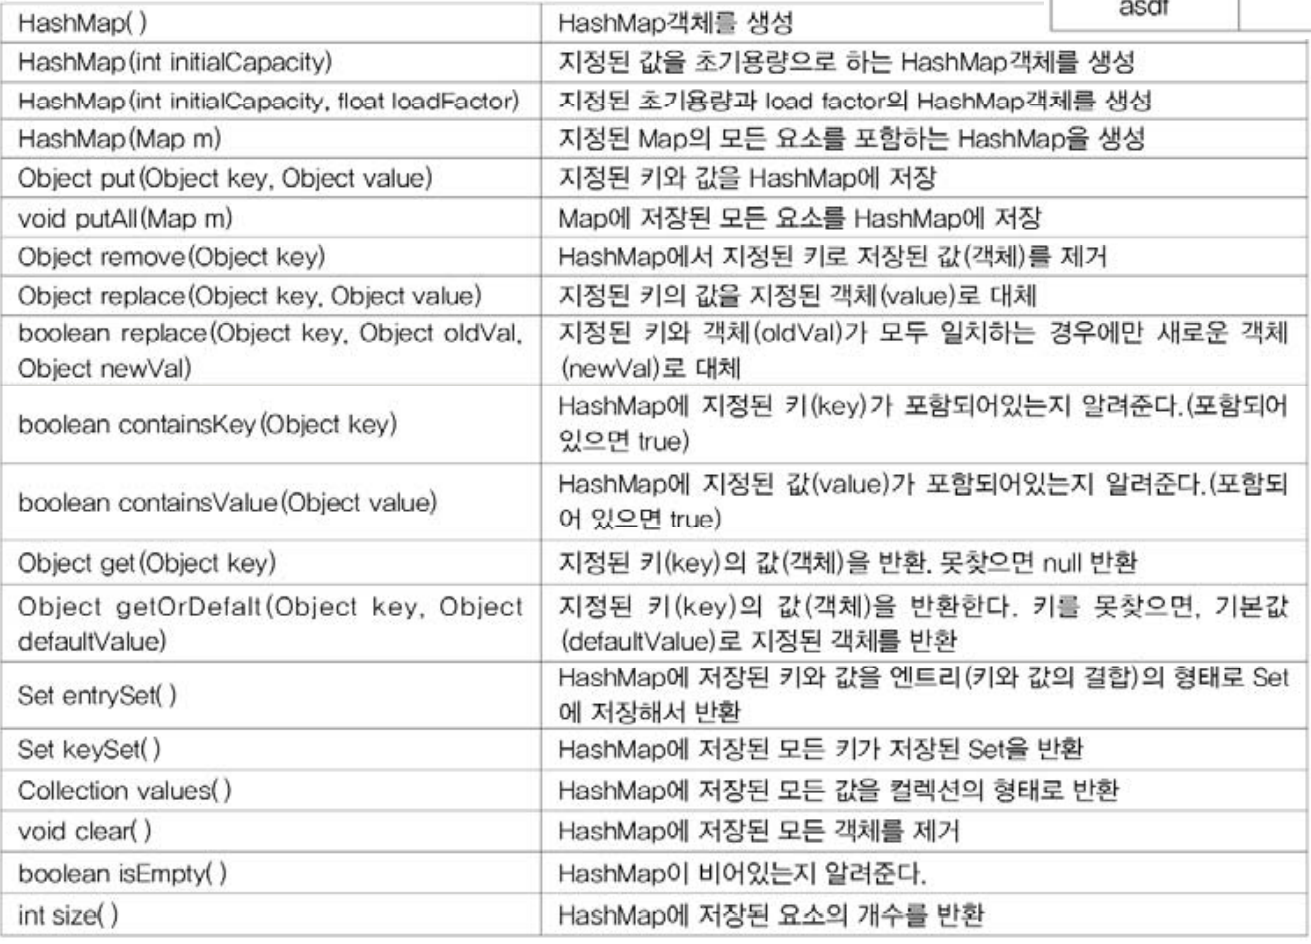 asdf
HashMap( )
HashMap객체를 생성
HashMap(int initialCapacity)
지정된 값을 초기용량으로 하는 HashMap객체를 생성
HashMap(int initialCapacity, float loadFactor)
지정된 초기용량과 load factor의 HashMap객체를 생성
HashMap(Map m)
지정된 Map의 모든 요소를 포함하는 HashMap을 생성
Object put(Object key, Object value)
지정된 키와 값을 HashMap에 저장
void putAll(Map m)
Map에 저장된 모든 요소를 HashMap에 저장
Object remove(Object key)
HashMap에서 지정된 키로 저장된 값(객체)를 제거
Object replace(Object key, Object value)
지정된 키의 값을 지정된 객체(value)로 대체
boolean replace(Object key, Object oldVal,
Object newVal)
지정된 키와 객체(oldVal)가 모두 일치하는 경우에만 새로운 객체
(newVal)로 대체
boolean containsKey(Object key)
HashMap에 지정된 키(key)가 포함되어있는지 알려준다.(포함되어
있으면 true)
boolean containsValue(Object value)
HashMap에 지정된 값(value)가 포함되어있는지 알려준다.(포함되
어 있으면 true)
Object get(Object key)
지정된 키(key)의 값(객체)을 반환. 못찾으면 null 반환
Object getOrDefalt(Object key, Object
defaultValue)
지정된 키(key)의 값(객체)을 반환한다. 키를 못찾으면, 기본값
(defaultValue)로 지정된 객체를 반환
Set entrySet( )
HashMap에 저장된 키와 값을 엔트리(키와 값의 결합)의 형태로 Set
에 저장해서 반환
Set keySet( )
HashMap에 저장된 모든 키가 저장된 Set을 반환
Collection values( )
HashMap에 저장된 모든 값을 컬렉션의 형태로 반환
void clear( )
HashMap에 저장된 모든 객체를 제거
boolean isEmpty( )
HashMap이 비어있는지 알려준다.
int size( )
HashMap에 저장된 요소의 개수를 반환